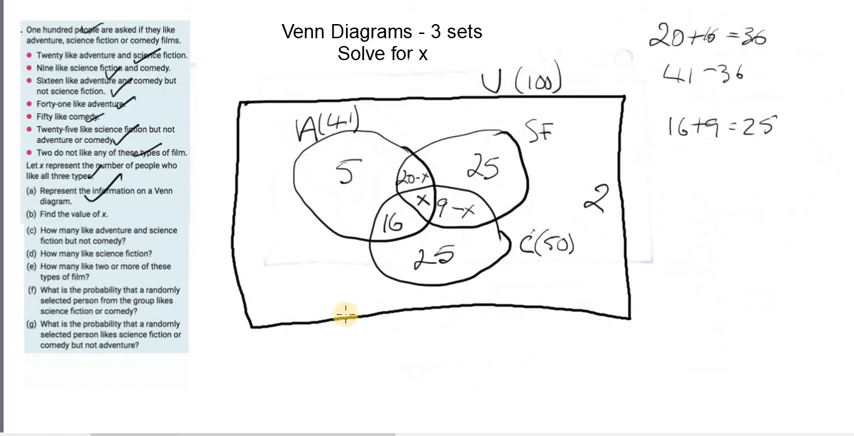 Venn Diagrams - 3 sets
Solve for x
One hundred people are asked if they like
adventure, science fiction or comedy films.
• Twenty like adventure and science fiction.
• Nine like science fiction and comedy.
• Sixteen like adventure and comedy but
not science fiction.
• Forty-one like adventure.
• Fifty like comedy.
• Twenty-five like science fiction but not
adventure or comedy.
• Two do not like any of these types of film.
Let x represent the number of people who
like all three types.
(a) Represent the information on a Venn
diagram.
(b) Find the value of x.
(c) How many like adventure and science
fiction but not comedy?
(d) How many like science fiction?
(e) How many like two or more of these
types of film?
(f) What is the probability that a randomly
selected person from the group likes
science fiction or comedy?
(g) What is the probability that a randomly
selected person likes science fiction or
comedy but not adventure?
U (100)
A(41)
SF
5
20-x
25
x
9-x
16
25
C(50)
2
20+16=36
41-36
16+9=25